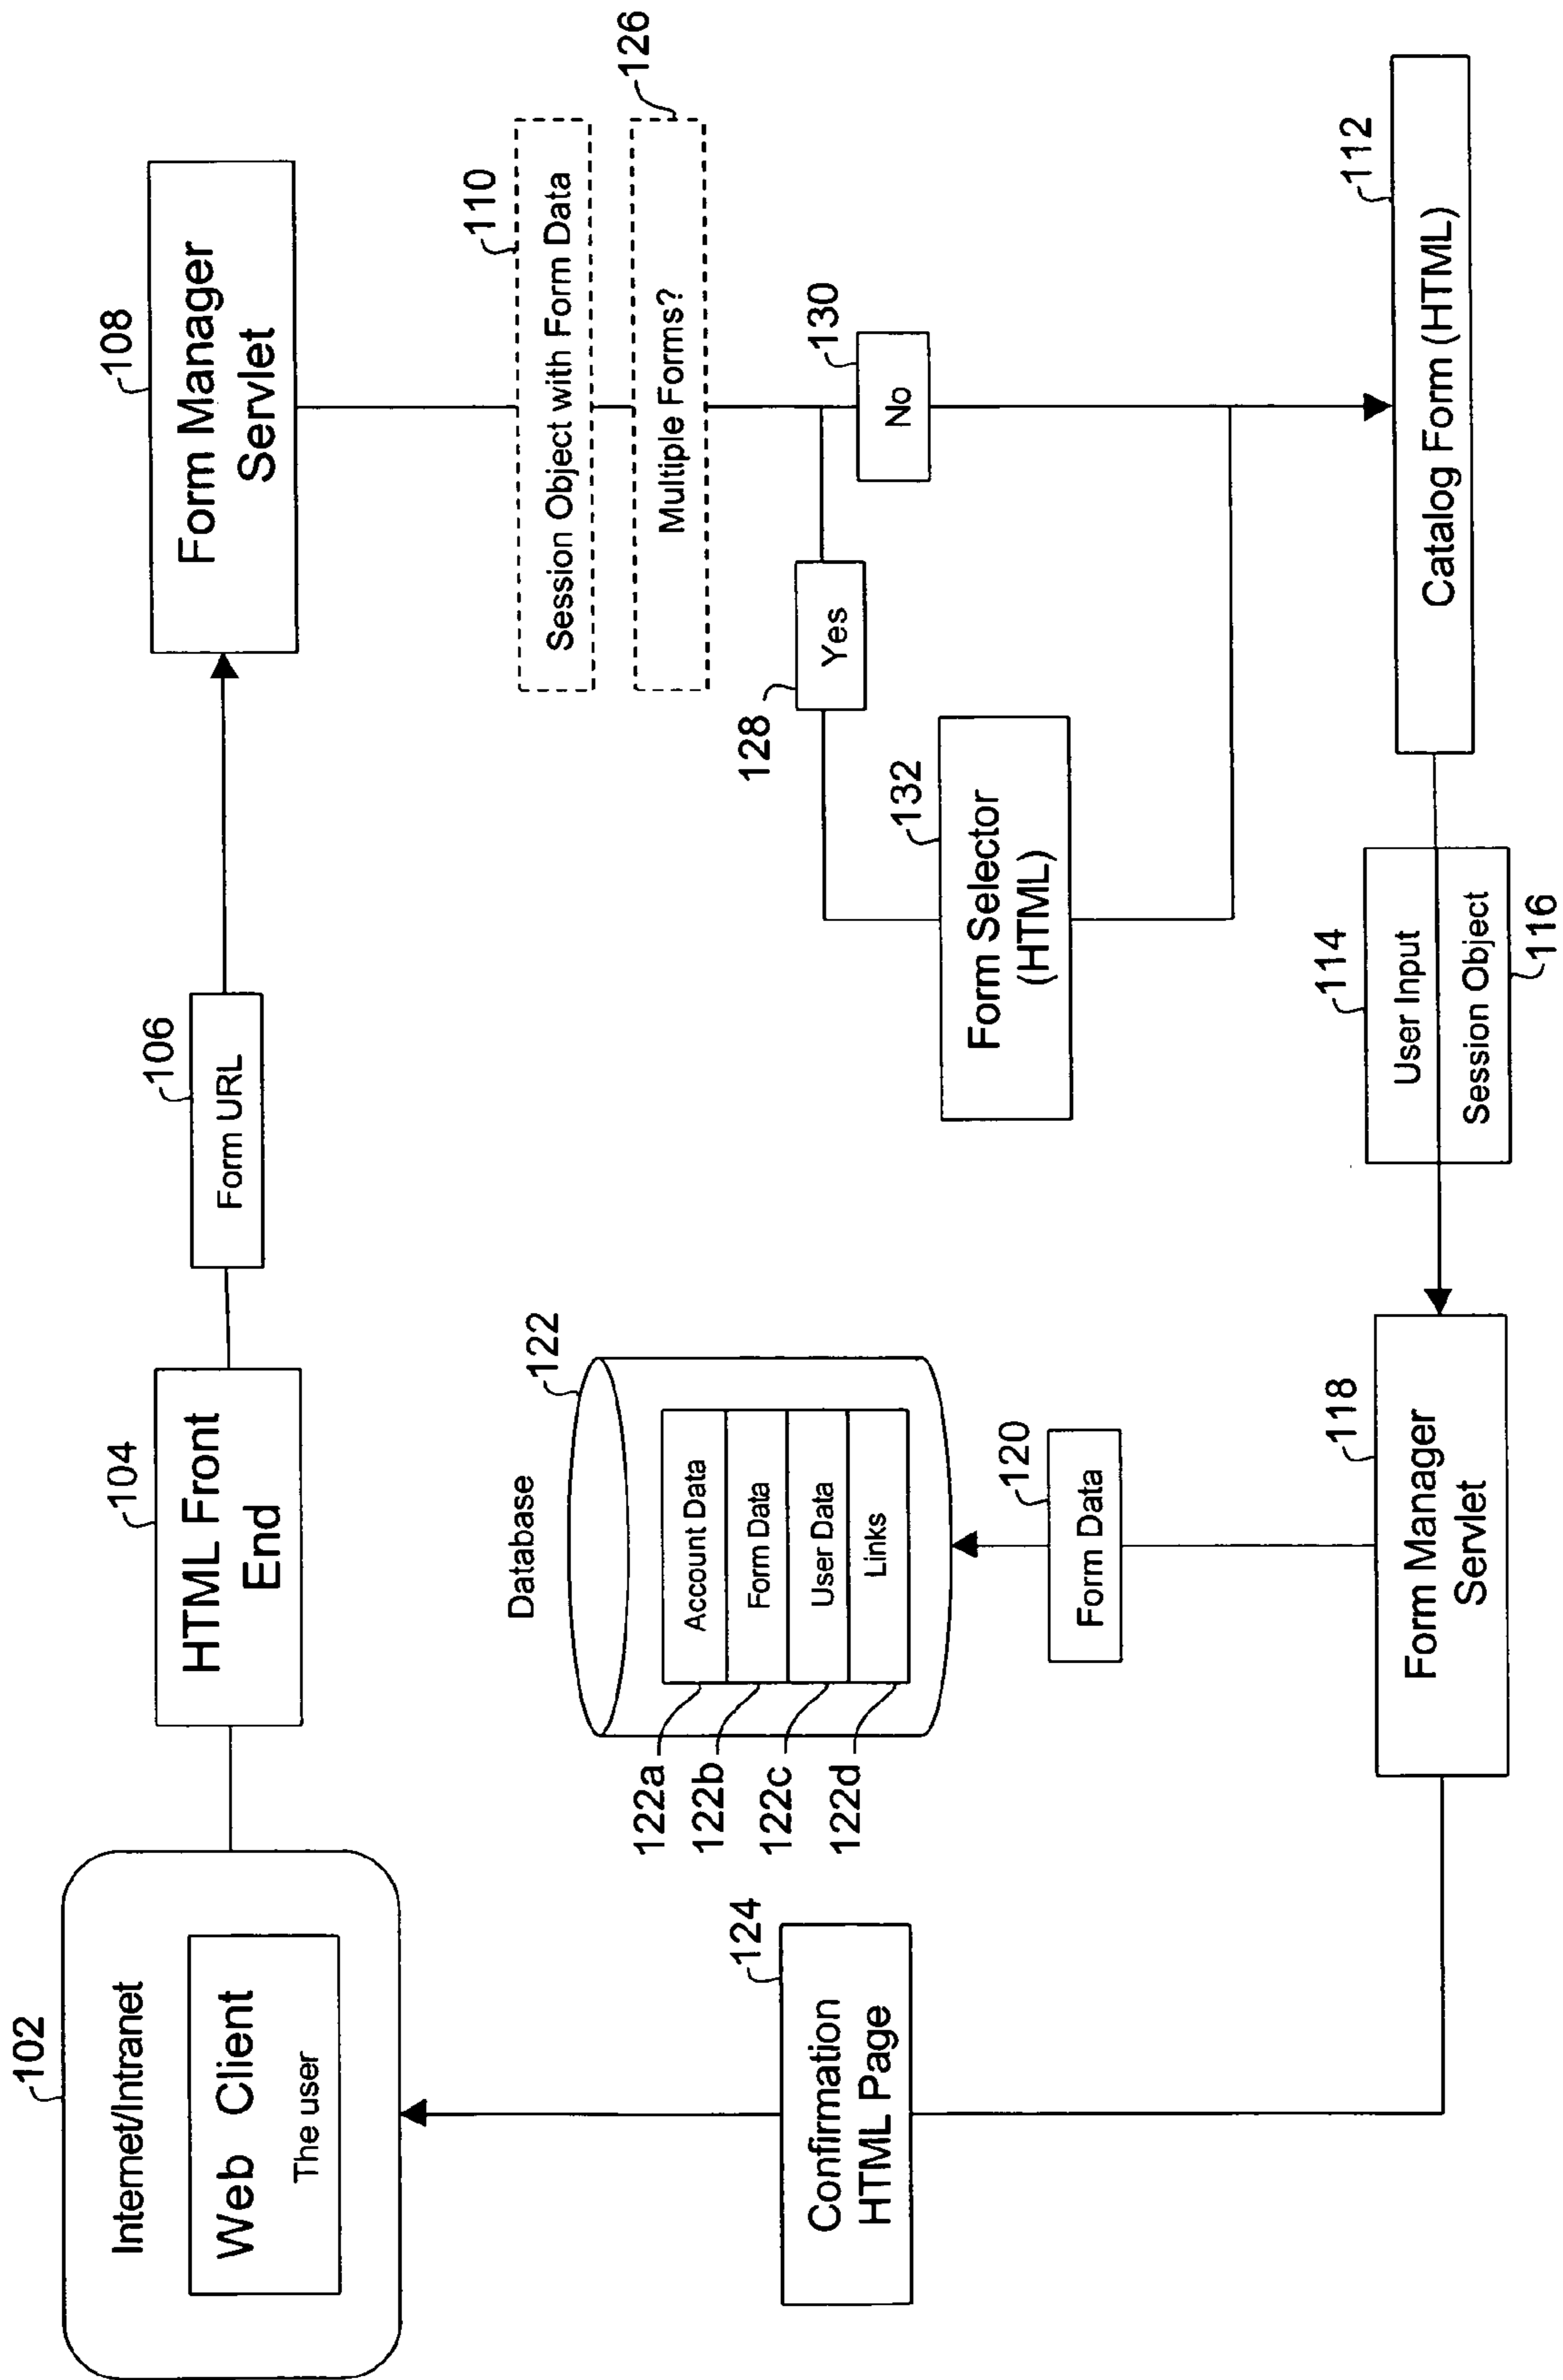 102
Internet/Intranet
Web Client
The user
104
HTML Front
End
106
Form URL
108
Form Manager
Servlet
110
Session Object with Form Data
126
Multiple Forms?
128
Yes
130
No
132
Form Selector
(HTML)
112
Catalog Form (HTML)
114
User Input
Session Object
116
118
Form Manager
Servlet
120
Form Data
Database
122
Account Data
Form Data
User Data
Links
122a
122b
122c
122d
124
Confirmation
HTML Page